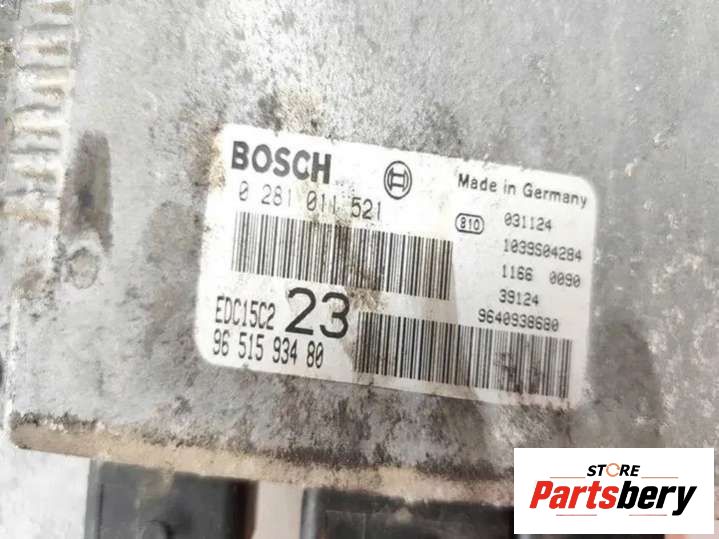 BOSCH
0 281 011 521
Made in Germany
810 031124
1039S04284
1166 0090
39124
9640938680
EDC15C2 23
96 515 934 80
STORE
Partsbery